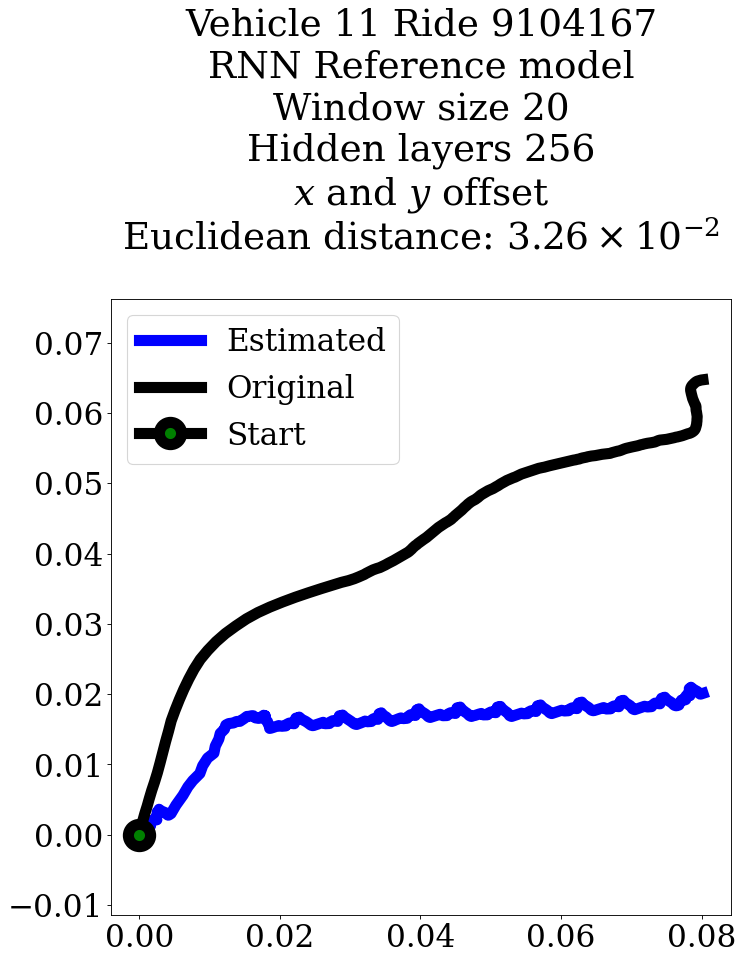 Vehicle 11 Ride 9104167
RNN Reference model
Window size 20
Hidden layers 256
x and y offset
Euclidean distance: 3.26 × 10⁻²
Estimated
Original
Start
0.07
0.06
0.05
0.04
0.03
0.02
0.01
0.00
−0.01
0.00 0.02 0.04 0.06 0.08